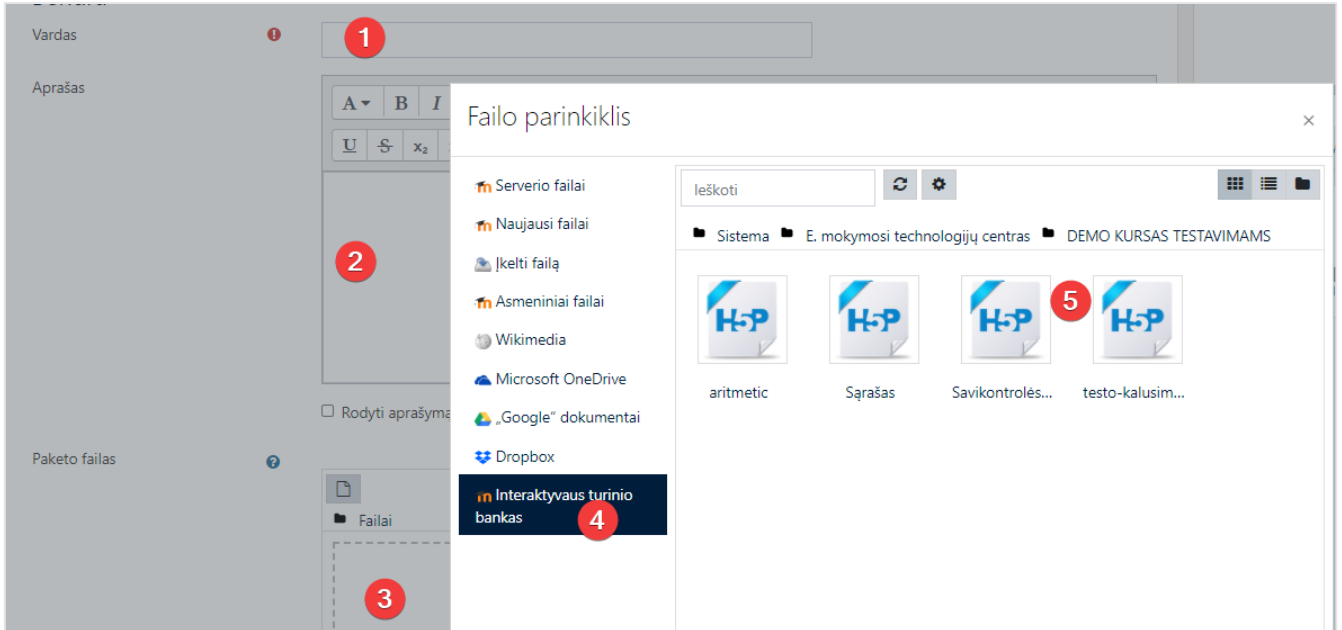 Vardas
1
Aprašas
A B I
U S x₂
2
Rodyti aprašyma
Paketo failas
Failai
3
Failo parinkiklis
×
Serverio failai
Naujausi failai
Įkelti failą
Asmeniniai failai
Wikimedia
Microsoft OneDrive
„Google“ dokumentai
Dropbox
Interaktyvaus turinio
bankas
4
Ieškoti
Sistema E. mokymosi technologijų centras DEMO KURSAS TESTAVIMAMS
5
H5P H5P H5P H5P
aritmetic Sąrašas Savikontrolės... testo-kalusim...